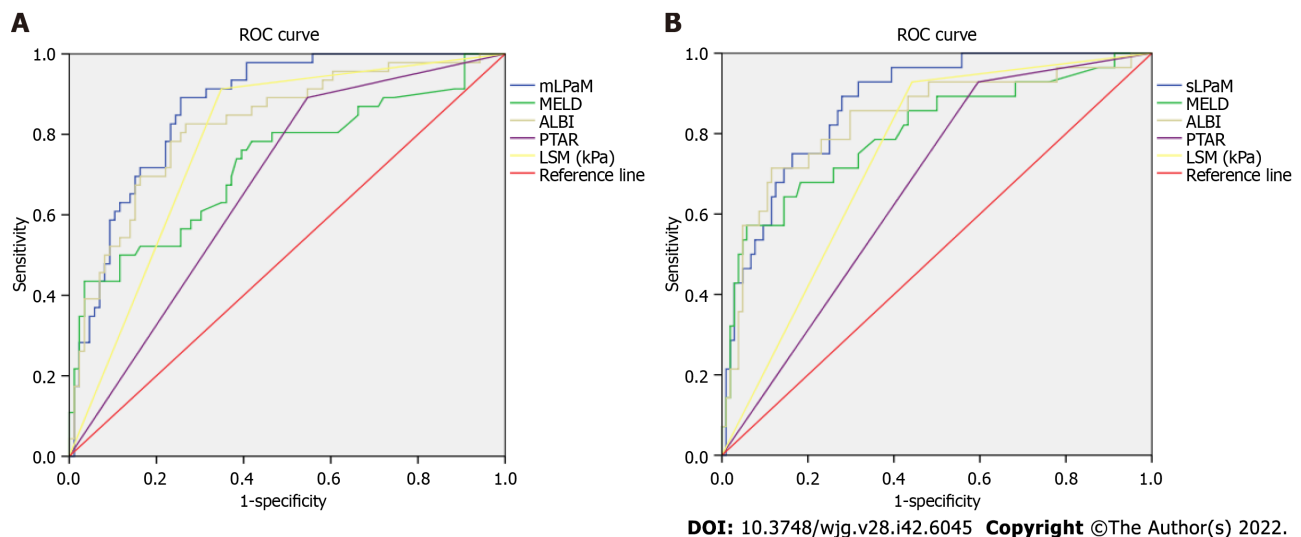 A
ROC curve
1.0
0.8
0.6
0.4
0.2
0.0
Sensitivity
0.0 0.2 0.4 0.6 0.8 1.0
1-specificity
mLPaM
MELD
ALBI
PTAR
LSM (kPa)
Reference line
B
ROC curve
1.0
0.8
0.6
0.4
0.2
0.0
Sensitivity
0.0 0.2 0.4 0.6 0.8 1.0
1-specificity
sLPaM
MELD
ALBI
PTAR
LSM (kPa)
Reference line
DOI: 10.3748/wjg.v28.i42.6045 Copyright ©The Author(s) 2022.